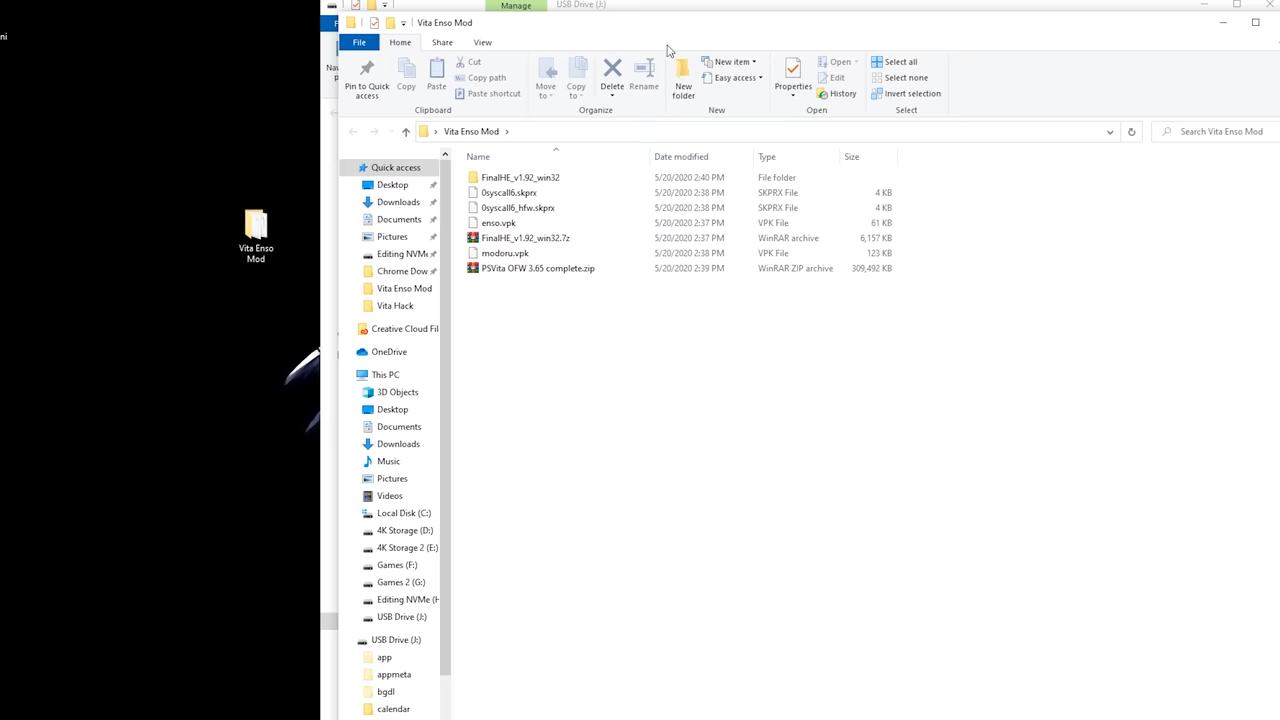 Manage
USB Drive (J:)
ni
Vita Enso Mod
File
Home
Share
View
Pin to Quick access
Copy
Paste
Cut
Copy path
Paste shortcut
Clipboard
Move to
Copy to
Delete
Rename
Organize
New folder
New item
Easy access
New
Properties
Open
Edit
History
Open
Select all
Select none
Invert selection
Select
Vita Enso Mod
Search Vita Enso Mod
Name
Date modified
Type
Size
FinalHE_v1.92_win32 5/20/2020 2:40 PM File folder
0syscall6.skprx 5/20/2020 2:38 PM SKPRX File 4 KB
0syscall6_hfw.skprx 5/20/2020 2:38 PM SKPRX File 4 KB
enso.vpk 5/20/2020 2:37 PM VPK File 61 KB
FinalHE_v1.92_win32.7z 5/20/2020 2:37 PM WinRAR archive 6,157 KB
modoru.vpk 5/20/2020 2:38 PM VPK File 123 KB
PSVita OFW 3.65 complete.zip 5/20/2020 2:39 PM WinRAR ZIP archive 309,492 KB
Quick access
Desktop
Downloads
Documents
Pictures
Editing NVMe
Chrome Dow
Vita Enso Mod
Vita Hack
Creative Cloud Fil
OneDrive
This PC
3D Objects
Desktop
Documents
Downloads
Music
Pictures
Videos
Local Disk (C:)
4K Storage (D:)
4K Storage 2 (E:)
Games (F:)
Games 2 (G:)
Editing NVMe (H
USB Drive (J:)
USB Drive (J:)
app
appmeta
bgdl
calendar
Vita Enso
Mod